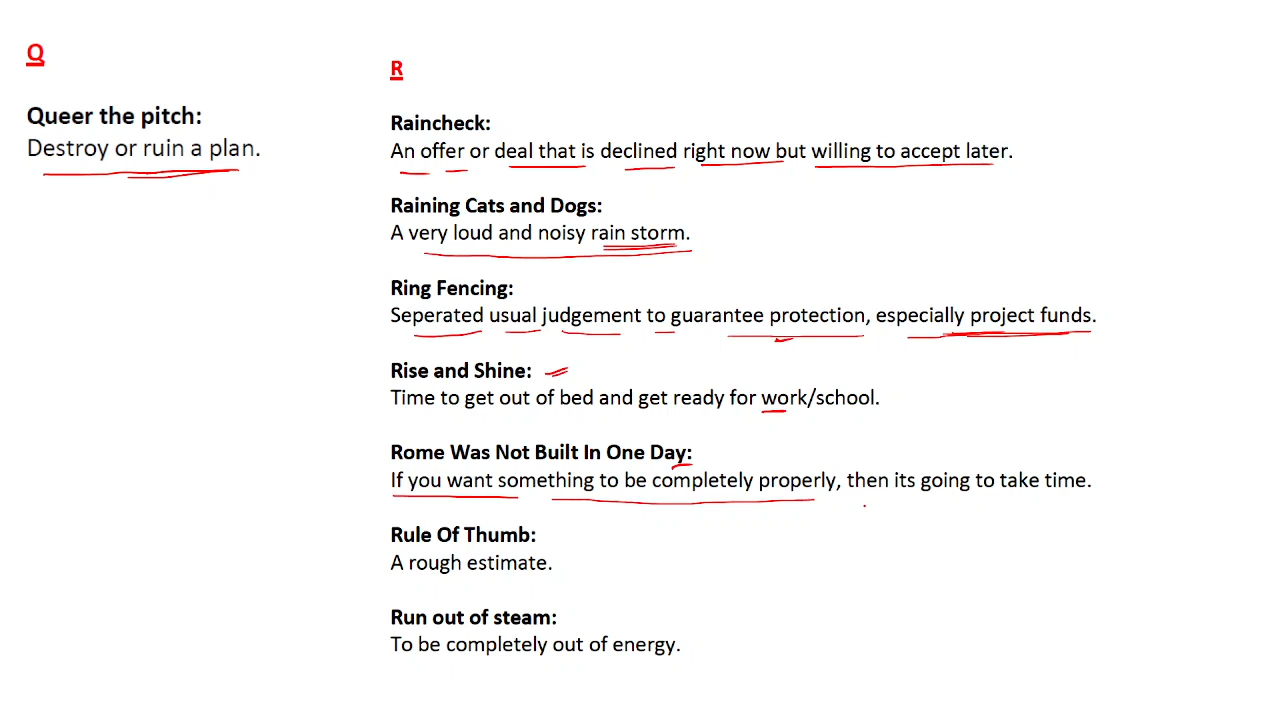 Q
Queer the pitch:
Destroy or ruin a plan.
R
Raincheck:
An offer or deal that is declined right now but willing to accept later.
Raining Cats and Dogs:
A very loud and noisy rain storm.
Ring Fencing:
Seperated usual judgement to guarantee protection, especially project funds.
Rise and Shine:
Time to get out of bed and get ready for work/school.
Rome Was Not Built In One Day:
If you want something to be completely properly, then its going to take time.
Rule Of Thumb:
A rough estimate.
Run out of steam:
To be completely out of energy.